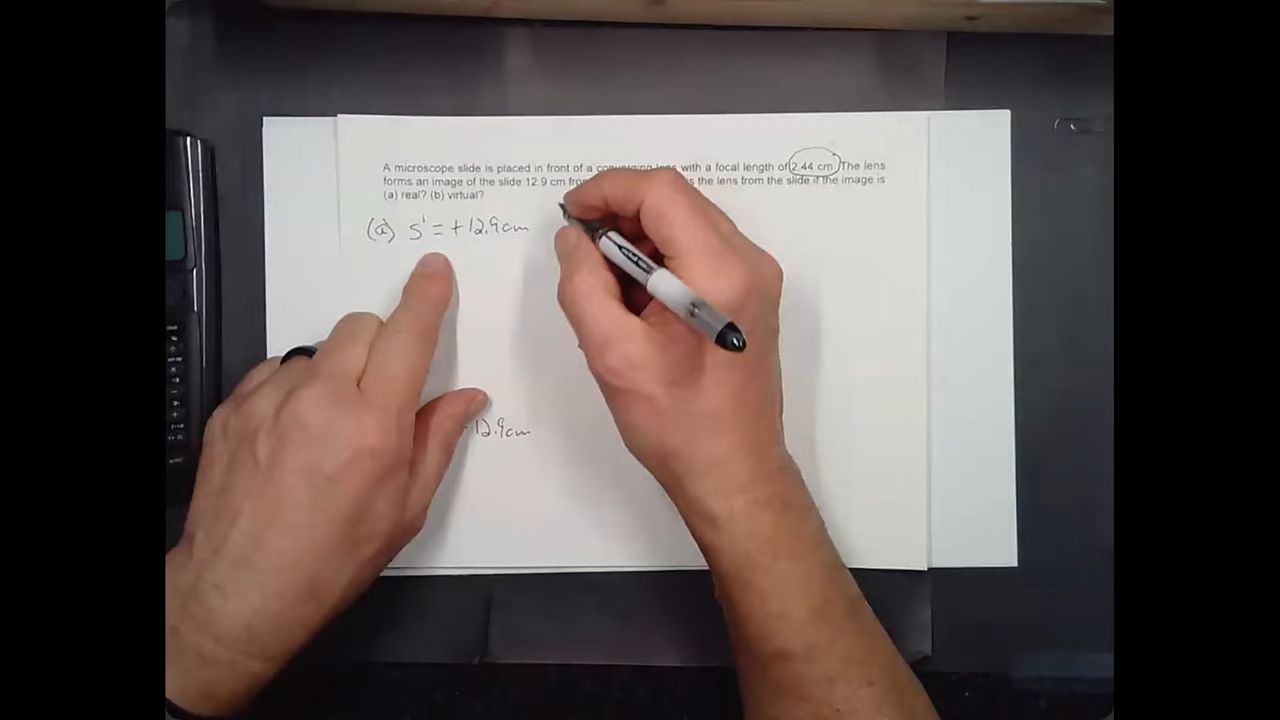 A microscope slide is placed in front of a converging lens with a focal length of 2.44 cm. The lens
forms an image of the slide 12.9 cm from is the lens from the slide if the image is
(a) real? (b) virtual?
(a) s' = +12.9cm
12.9cm